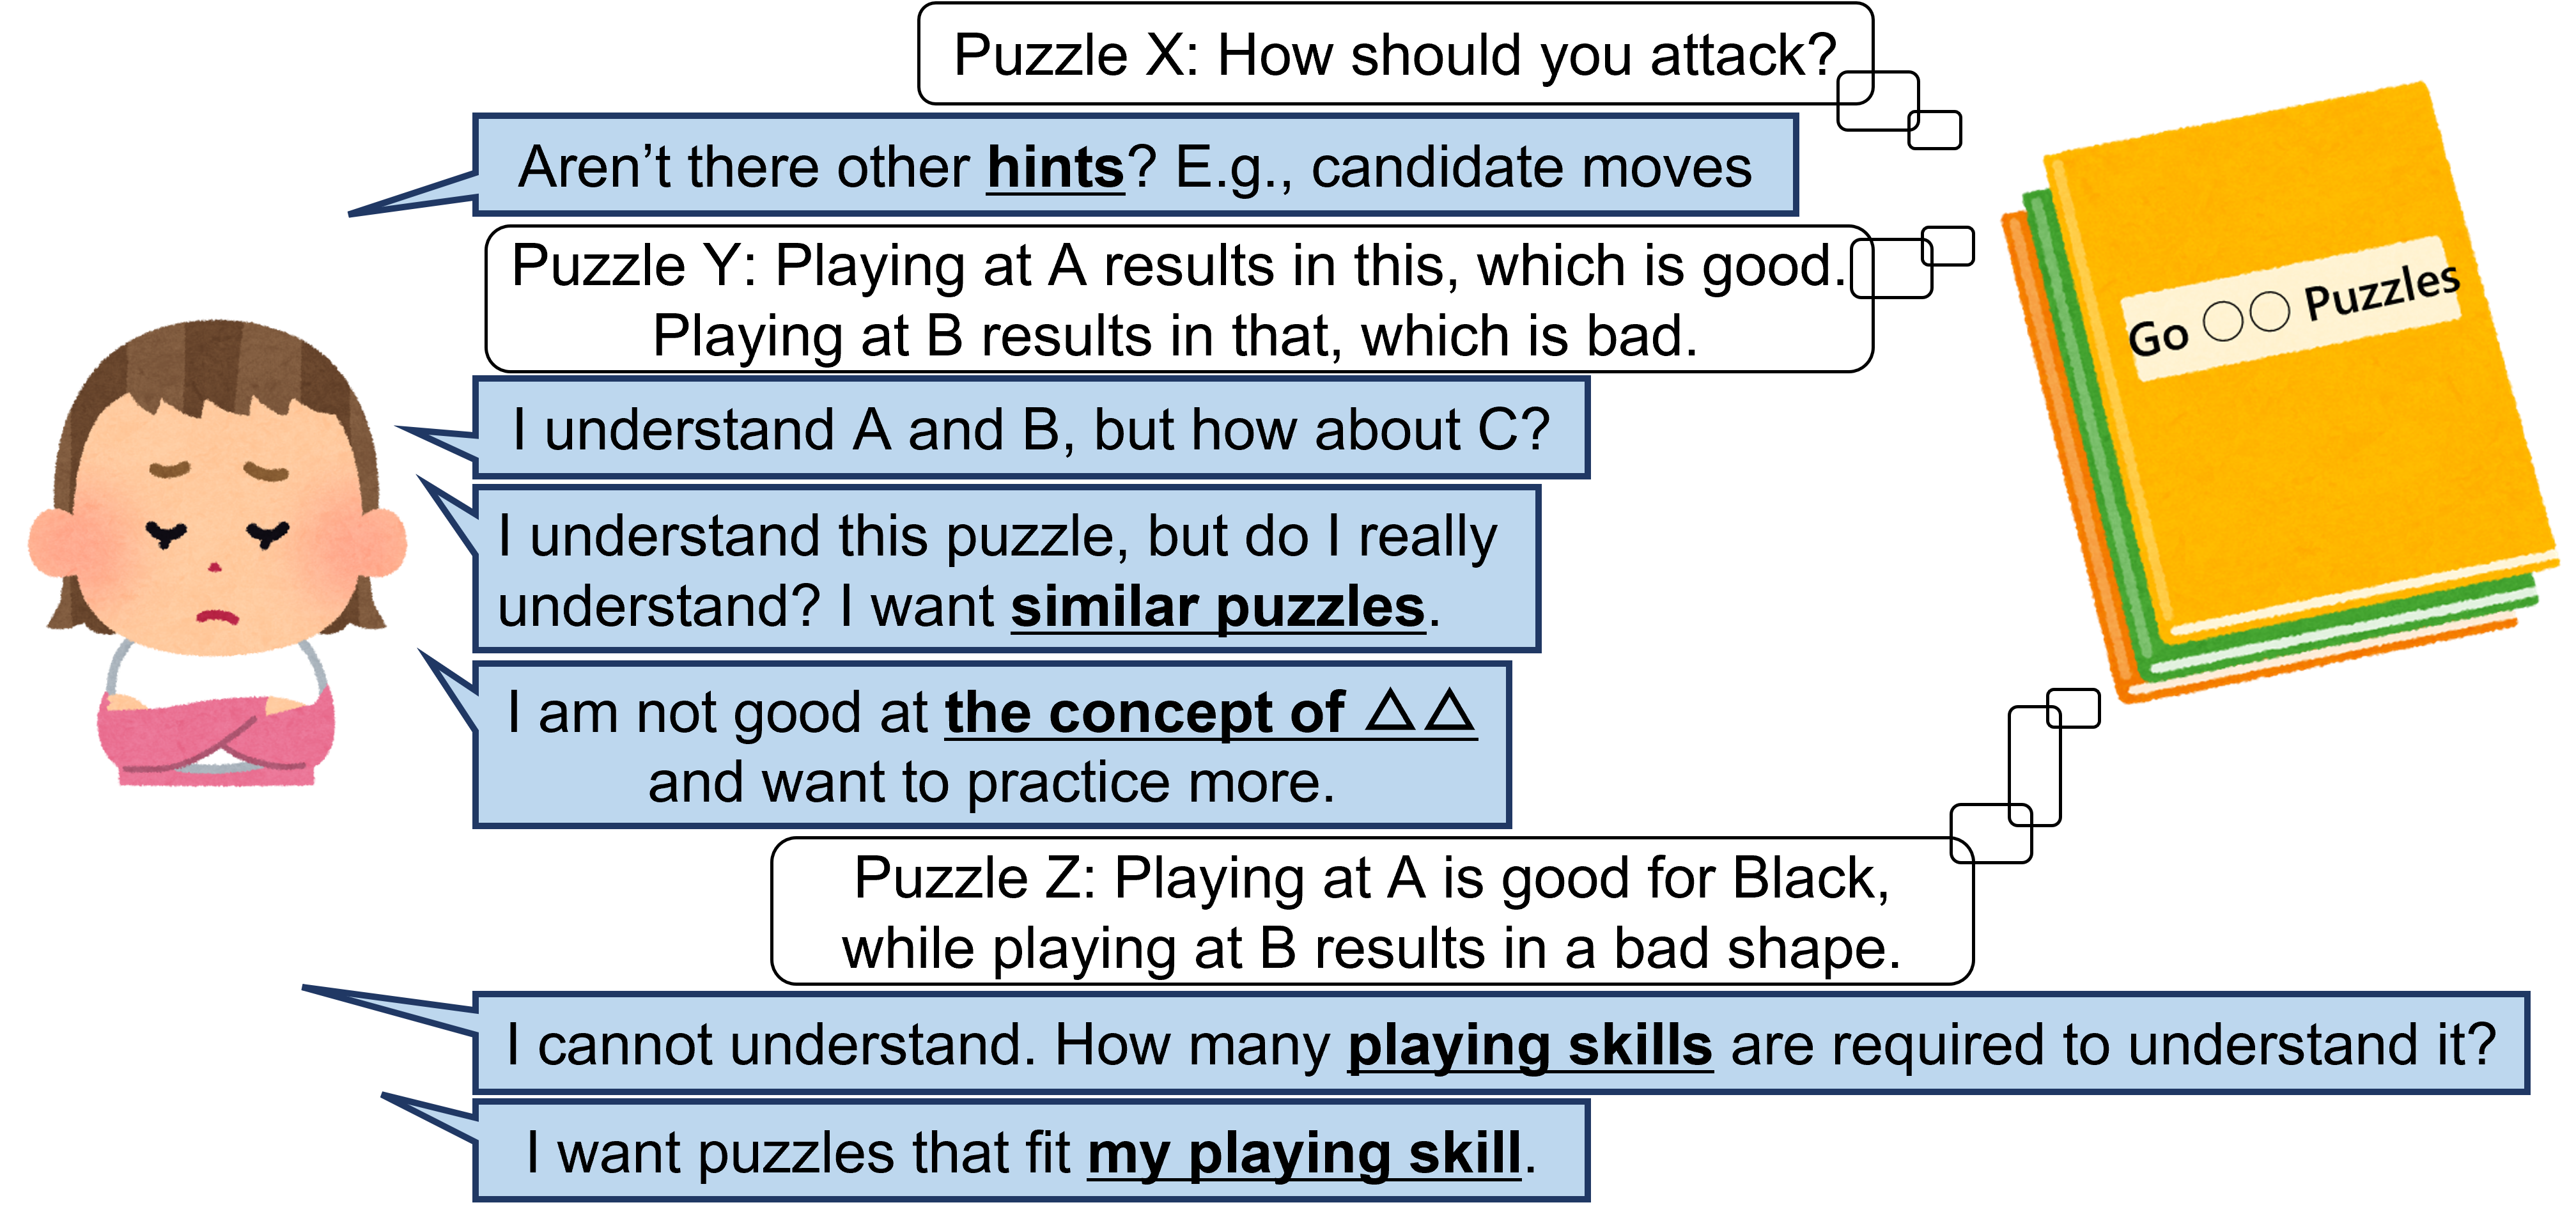 Puzzle X: How should you attack?
Aren’t there other hints? E.g., candidate moves
Puzzle Y: Playing at A results in this, which is good.
Playing at B results in that, which is bad.
Go ○○ Puzzles
I understand A and B, but how about C?
I understand this puzzle, but do I really
understand? I want similar puzzles.
I am not good at the concept of △△
and want to practice more.
Puzzle Z: Playing at A is good for Black,
while playing at B results in a bad shape.
I cannot understand. How many playing skills are required to understand it?
I want puzzles that fit my playing skill.